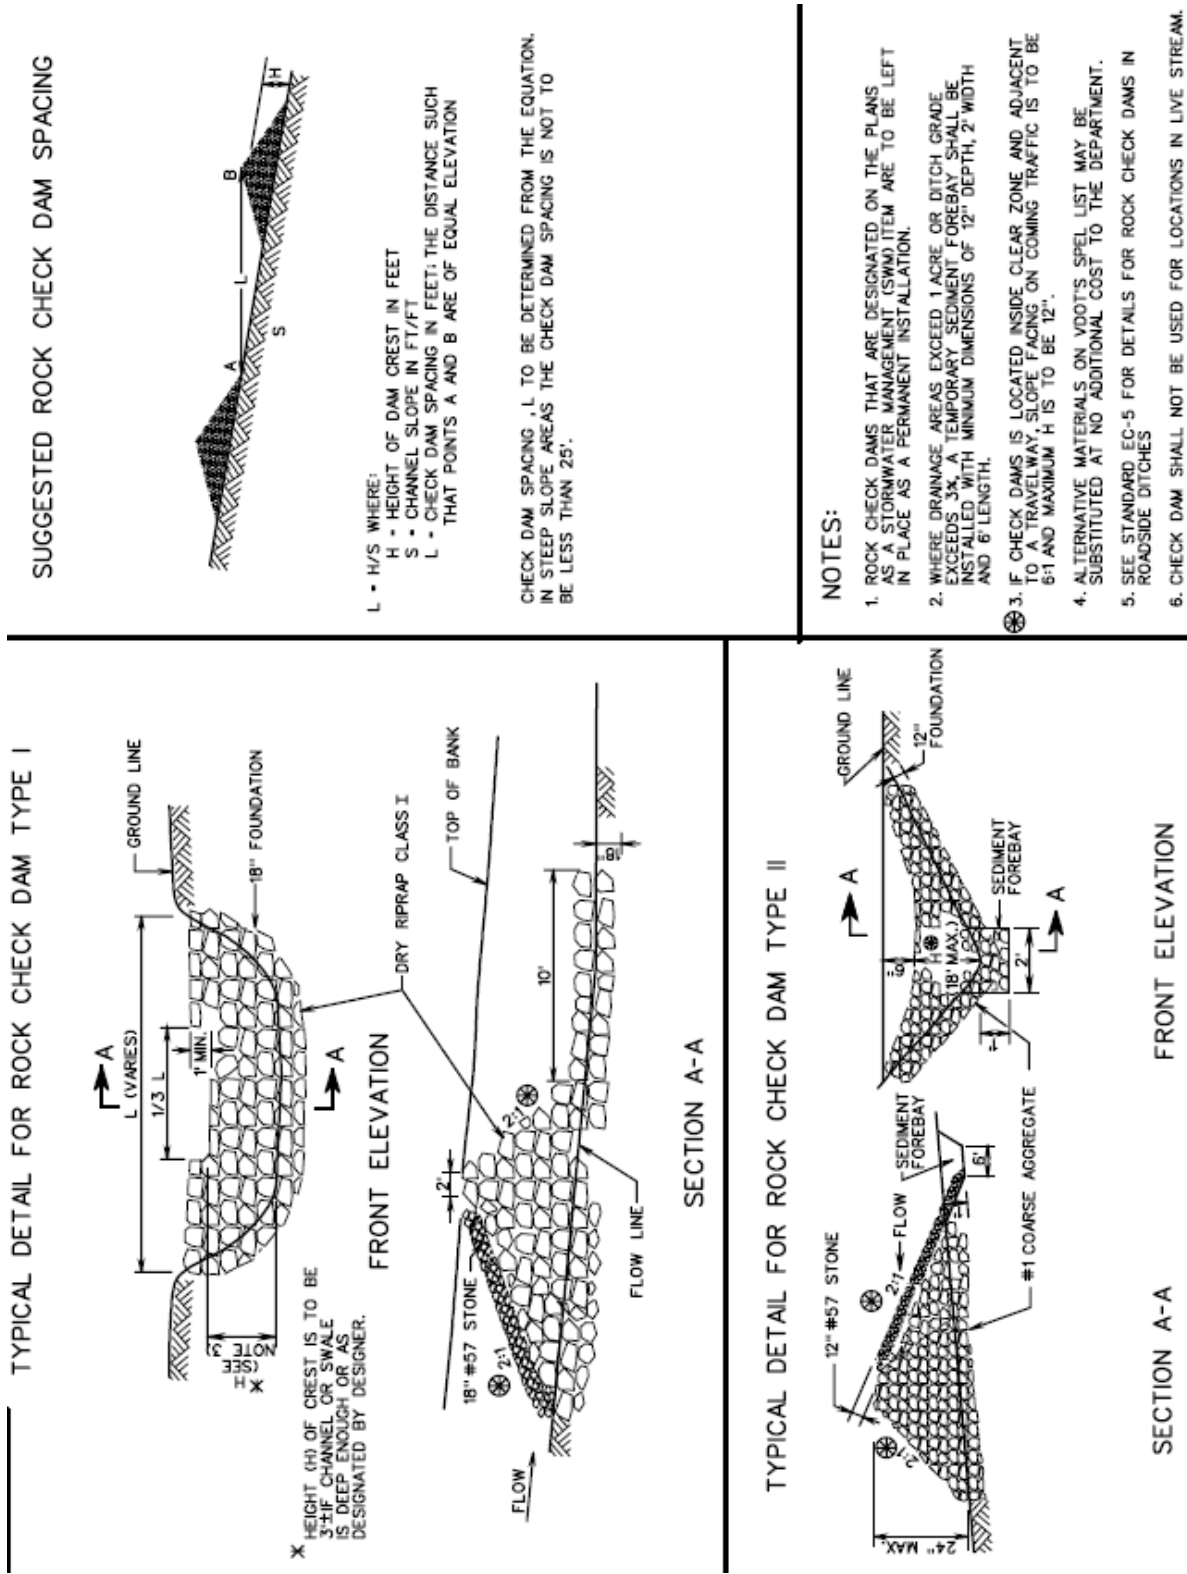 TYPICAL DETAIL FOR ROCK CHECK DAM TYPE I
GROUND LINE
L (VARIES)
1/3 L
1' MIN.
A
A
* H
(SEE
NOTE 3)
18" FOUNDATION
* HEIGHT (H) OF CREST IS TO BE
3'± IF CHANNEL OR SWALE
IS DEEP ENOUGH OR AS
DESIGNATED BY DESIGNER.
FRONT ELEVATION
DRY RIPRAP CLASS I
TOP OF BANK
2'
18" #57 STONE
2:1
2:1
10'
18"
FLOW
FLOW LINE
SECTION A-A
SUGGESTED ROCK CHECK DAM SPACING
A
L
B
H
S
L = H/S WHERE:
H - HEIGHT OF DAM CREST IN FEET
S - CHANNEL SLOPE IN FT/FT
L - CHECK DAM SPACING IN FEET; THE DISTANCE SUCH
THAT POINTS A AND B ARE OF EQUAL ELEVATION
CHECK DAM SPACING ,L TO BE DETERMINED FROM THE EQUATION.
IN STEEP SLOPE AREAS THE CHECK DAM SPACING IS NOT TO
BE LESS THAN 25'.
TYPICAL DETAIL FOR ROCK CHECK DAM TYPE II
12" #57 STONE
2:1
2:1
FLOW
SEDIMENT
FOREBAY
6'
24" MAX.
#1 COARSE AGGREGATE
SECTION A-A
GROUND LINE
A
A
H
(18' MAX.)
12"
FOUNDATION
SEDIMENT
FOREBAY
2'
FRONT ELEVATION
NOTES:
1. ROCK CHECK DAMS THAT ARE DESIGNATED ON THE PLANS
AS A STORMWATER MANAGEMENT (SWM) ITEM ARE TO BE LEFT
IN PLACE AS A PERMANENT INSTALLATION.
2. WHERE DRAINAGE AREAS EXCEED 1 ACRE OR DITCH GRADE
EXCEEDS 3%, A TEMPORARY SEDIMENT FOREBAY SHALL BE
INSTALLED WITH MINIMUM DIMENSIONS OF 12" DEPTH, 2' WIDTH
AND 6' LENGTH.
3. IF CHECK DAMS IS LOCATED INSIDE CLEAR ZONE AND ADJACENT
TO A TRAVELWAY, SLOPE FACING ON COMING TRAFFIC IS TO BE
6:1 AND MAXIMUM H IS TO BE 12".
4. ALTERNATIVE MATERIALS ON VDOT'S SPEL LIST MAY BE
SUBSTITUTED AT NO ADDITIONAL COST TO THE DEPARTMENT.
5. SEE STANDARD EC-5 FOR DETAILS FOR ROCK CHECK DAMS IN
ROADSIDE DITCHES
6. CHECK DAM SHALL NOT BE USED FOR LOCATIONS IN LIVE STREAM.